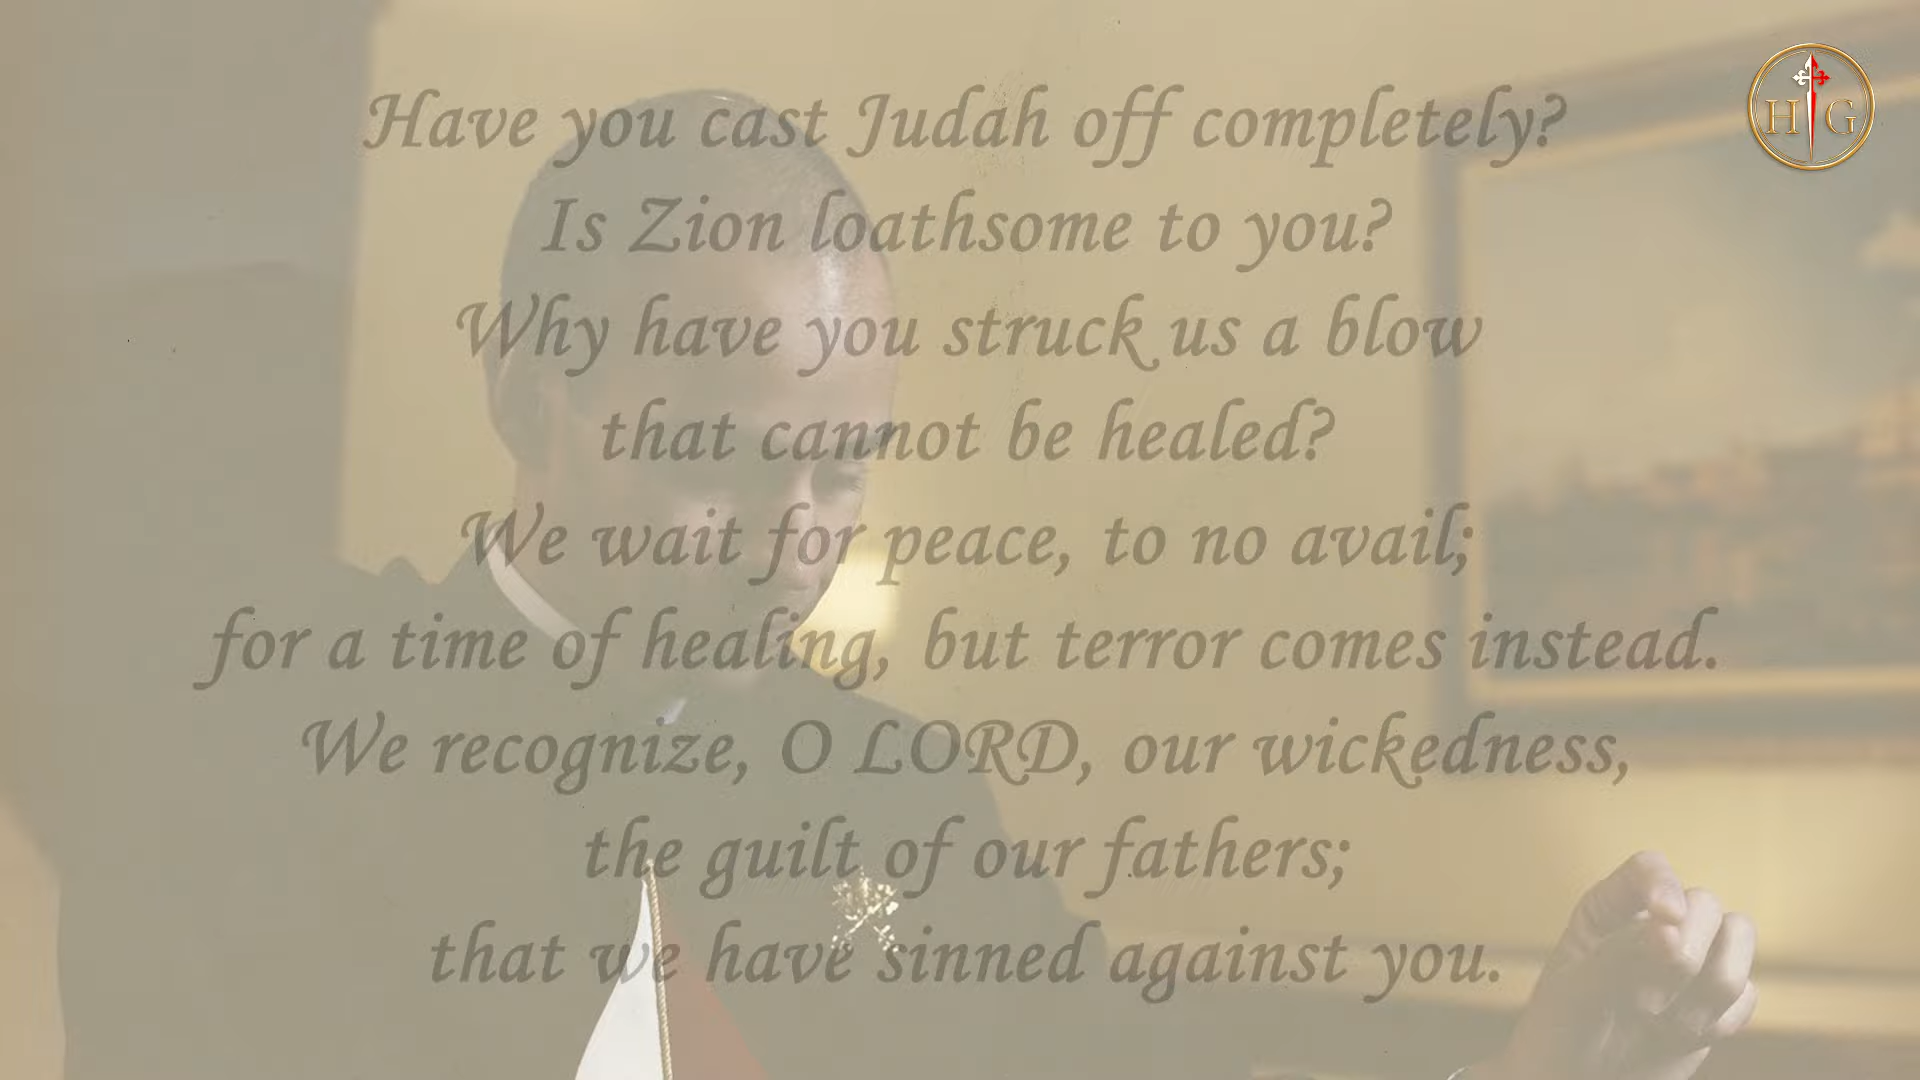 Have you cast Judah off completely?
Is Zion loathsome to you?
Why have you struck us a blow
that cannot be healed?
We wait for peace, to no avail;
for a time of healing, but terror comes instead.
We recognize, O LORD, our wickedness,
the guilt of our fathers;
that we have sinned against you.
H G